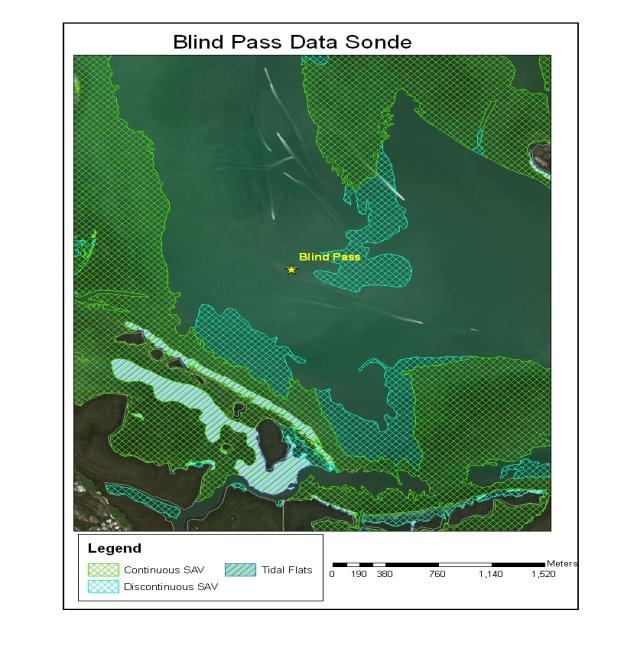 Blind Pass Data Sonde
Blind Pass
Legend
Continuous SAV
Tidal Flats
Discontinuous SAV
Meters
0 190 380 760 1,140 1,520